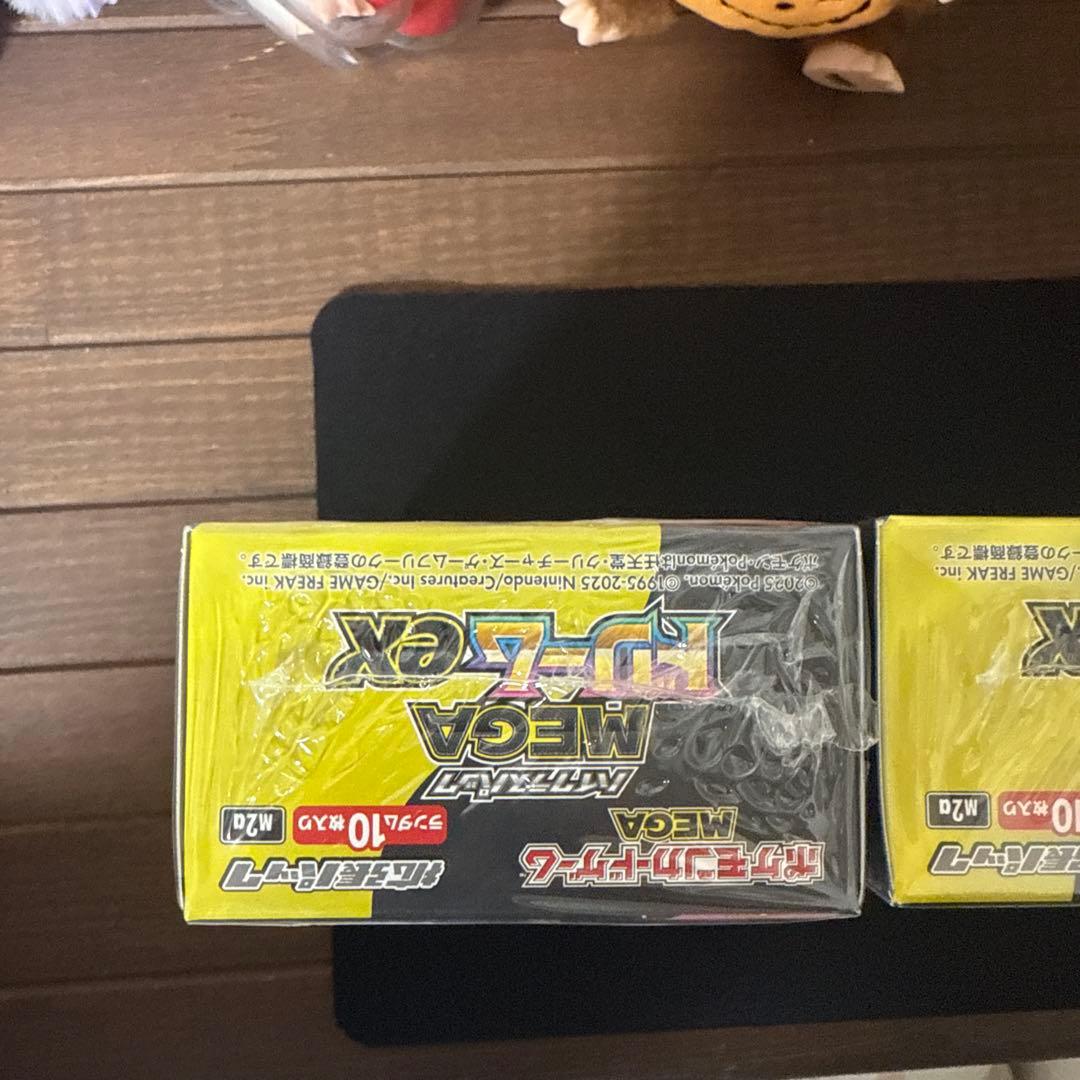 ポケモンカードゲーム
MEGA
拡張パック
ランダム10枚入り
M2a
ハイクラスパック
MEGA
ドリームex
©2025 Pokémon. ©1995-2025 Nintendo/Creatures Inc./GAME FREAK inc.
ポケモン・Pokémonは任天堂・クリーチャーズ・ゲームフリークの登録商標です。
拡張パック
10枚入り
M2a
ex
/GAME FREAK inc.
クの登録商標です。